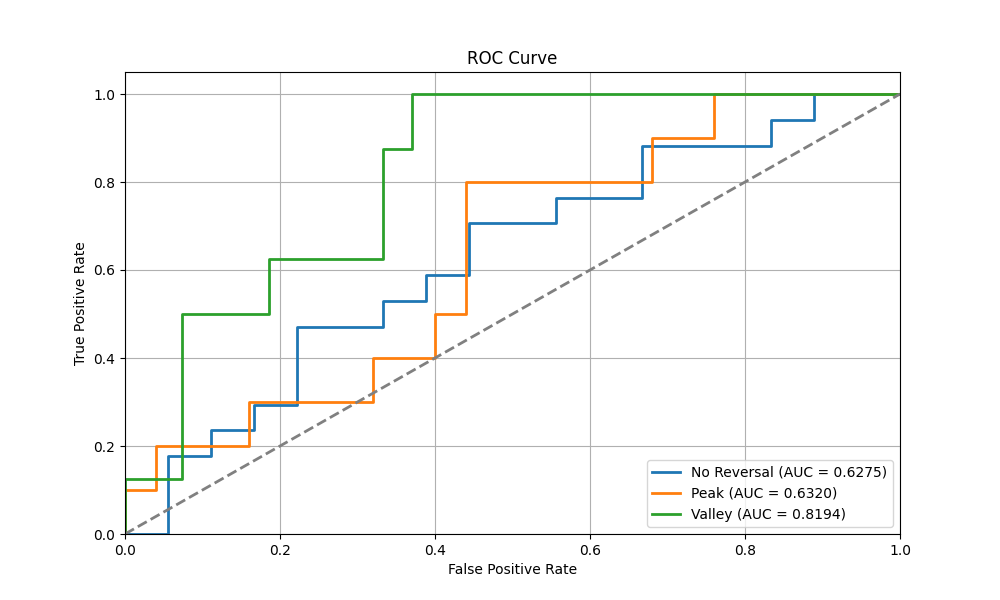 ROC Curve
True Positive Rate
1.0
0.8
0.6
0.4
0.2
0.0
0.0 0.2 0.4 0.6 0.8 1.0
False Positive Rate
No Reversal (AUC = 0.6275)
Peak (AUC = 0.6320)
Valley (AUC = 0.8194)